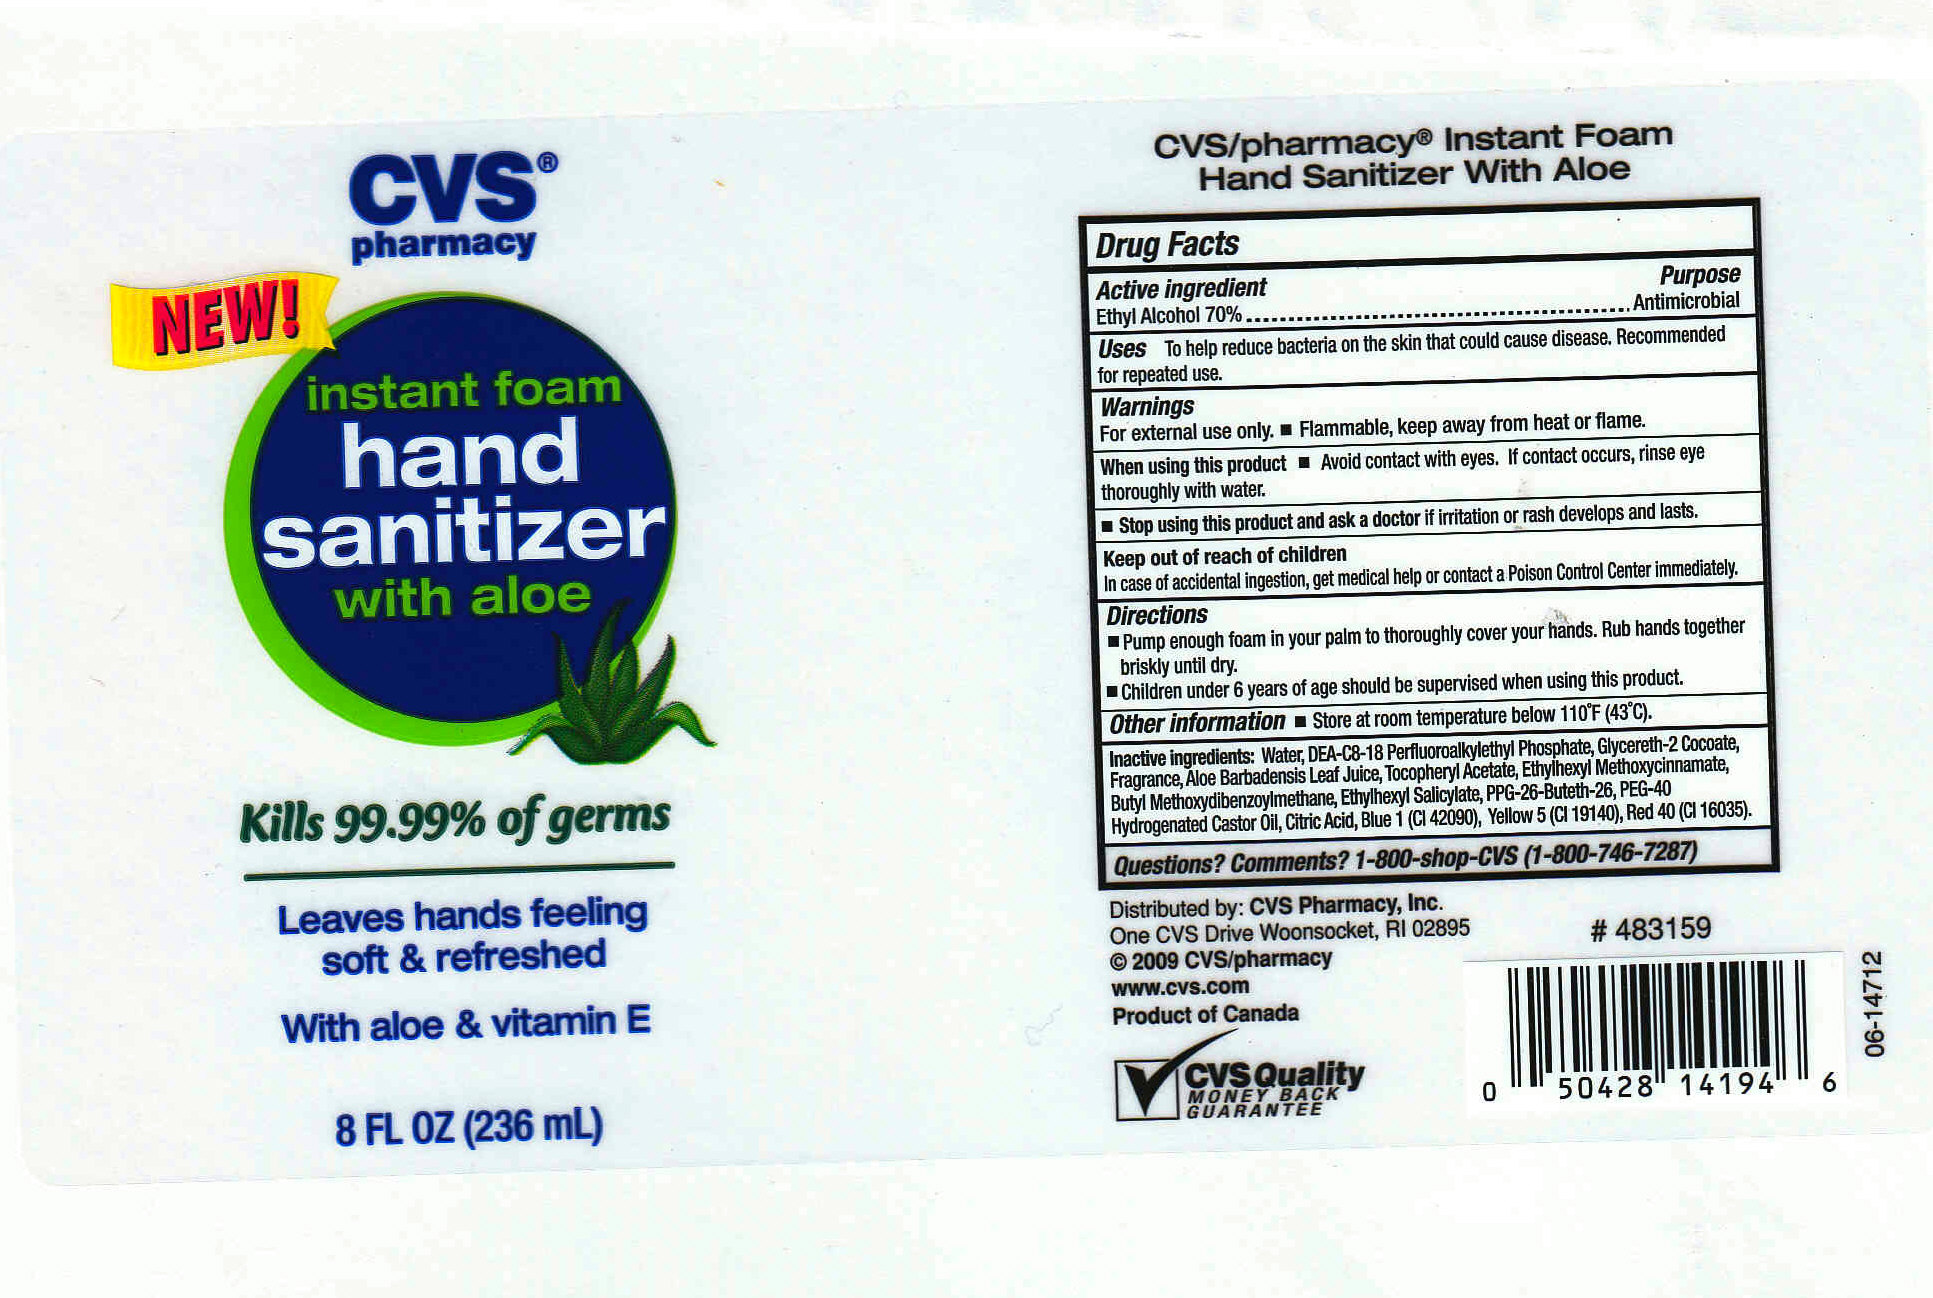 CVS®
pharmacy
NEW!
instant foam
hand
sanitizer
with aloe
Kills 99.99% of germs
Leaves hands feeling
soft & refreshed
With aloe & vitamin E
8 FL OZ (236 mL)
CVS/pharmacy® Instant Foam
Hand Sanitizer With Aloe
Drug Facts
Active ingredient Purpose
Ethyl Alcohol 70%..........................................................Antimicrobial
Uses To help reduce bacteria on the skin that could cause disease. Recommended
for repeated use.
Warnings
For external use only. ■ Flammable, keep away from heat or flame.
When using this product ■ Avoid contact with eyes. If contact occurs, rinse eye
thoroughly with water.
■ Stop using this product and ask a doctor if irritation or rash develops and lasts.
Keep out of reach of children
In case of accidental ingestion, get medical help or contact a Poison Control Center immediately.
Directions
■ Pump enough foam in your palm to thoroughly cover your hands. Rub hands together
briskly until dry.
■ Children under 6 years of age should be supervised when using this product.
Other information ■ Store at room temperature below 110˚F (43˚C).
Inactive ingredients: Water, DEA-C8-18 Perfluoroalkylethyl Phosphate, Glycereth-2 Cocoate,
Fragrance, Aloe Barbadensis Leaf Juice, Tocopheryl Acetate, Ethylhexyl Methoxycinnamate,
Butyl Methoxydibenzoylmethane, Ethylhexyl Salicylate, PPG-26-Buteth-26, PEG-40
Hydrogenated Castor Oil, Citric Acid, Blue 1 (CI 42090), Yellow 5 (CI 19140), Red 40 (CI 16035).
Questions? Comments? 1-800-shop-CVS (1-800-746-7287)
Distributed by: CVS Pharmacy, Inc.
One CVS Drive Woonsocket, RI 02895
© 2009 CVS/pharmacy
www.cvs.com
Product of Canada
CVS Quality
MONEY BACK
GUARANTEE
# 483159
0 50428 14194 6
06-14712